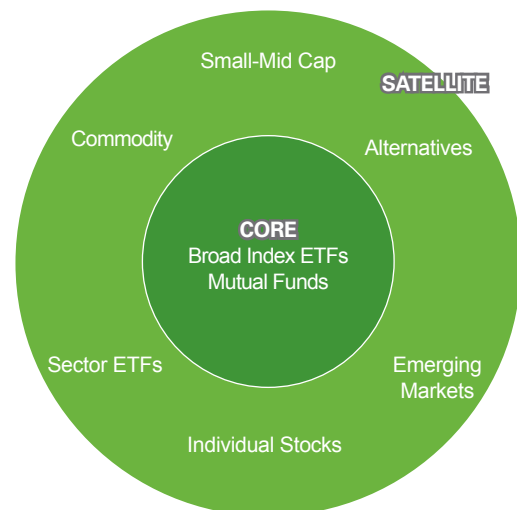 Small-Mid Cap
SATELLITE
Commodity
Alternatives
CORE
Broad Index ETFs
Mutual Funds
Sector ETFs
Emerging
Markets
Individual Stocks